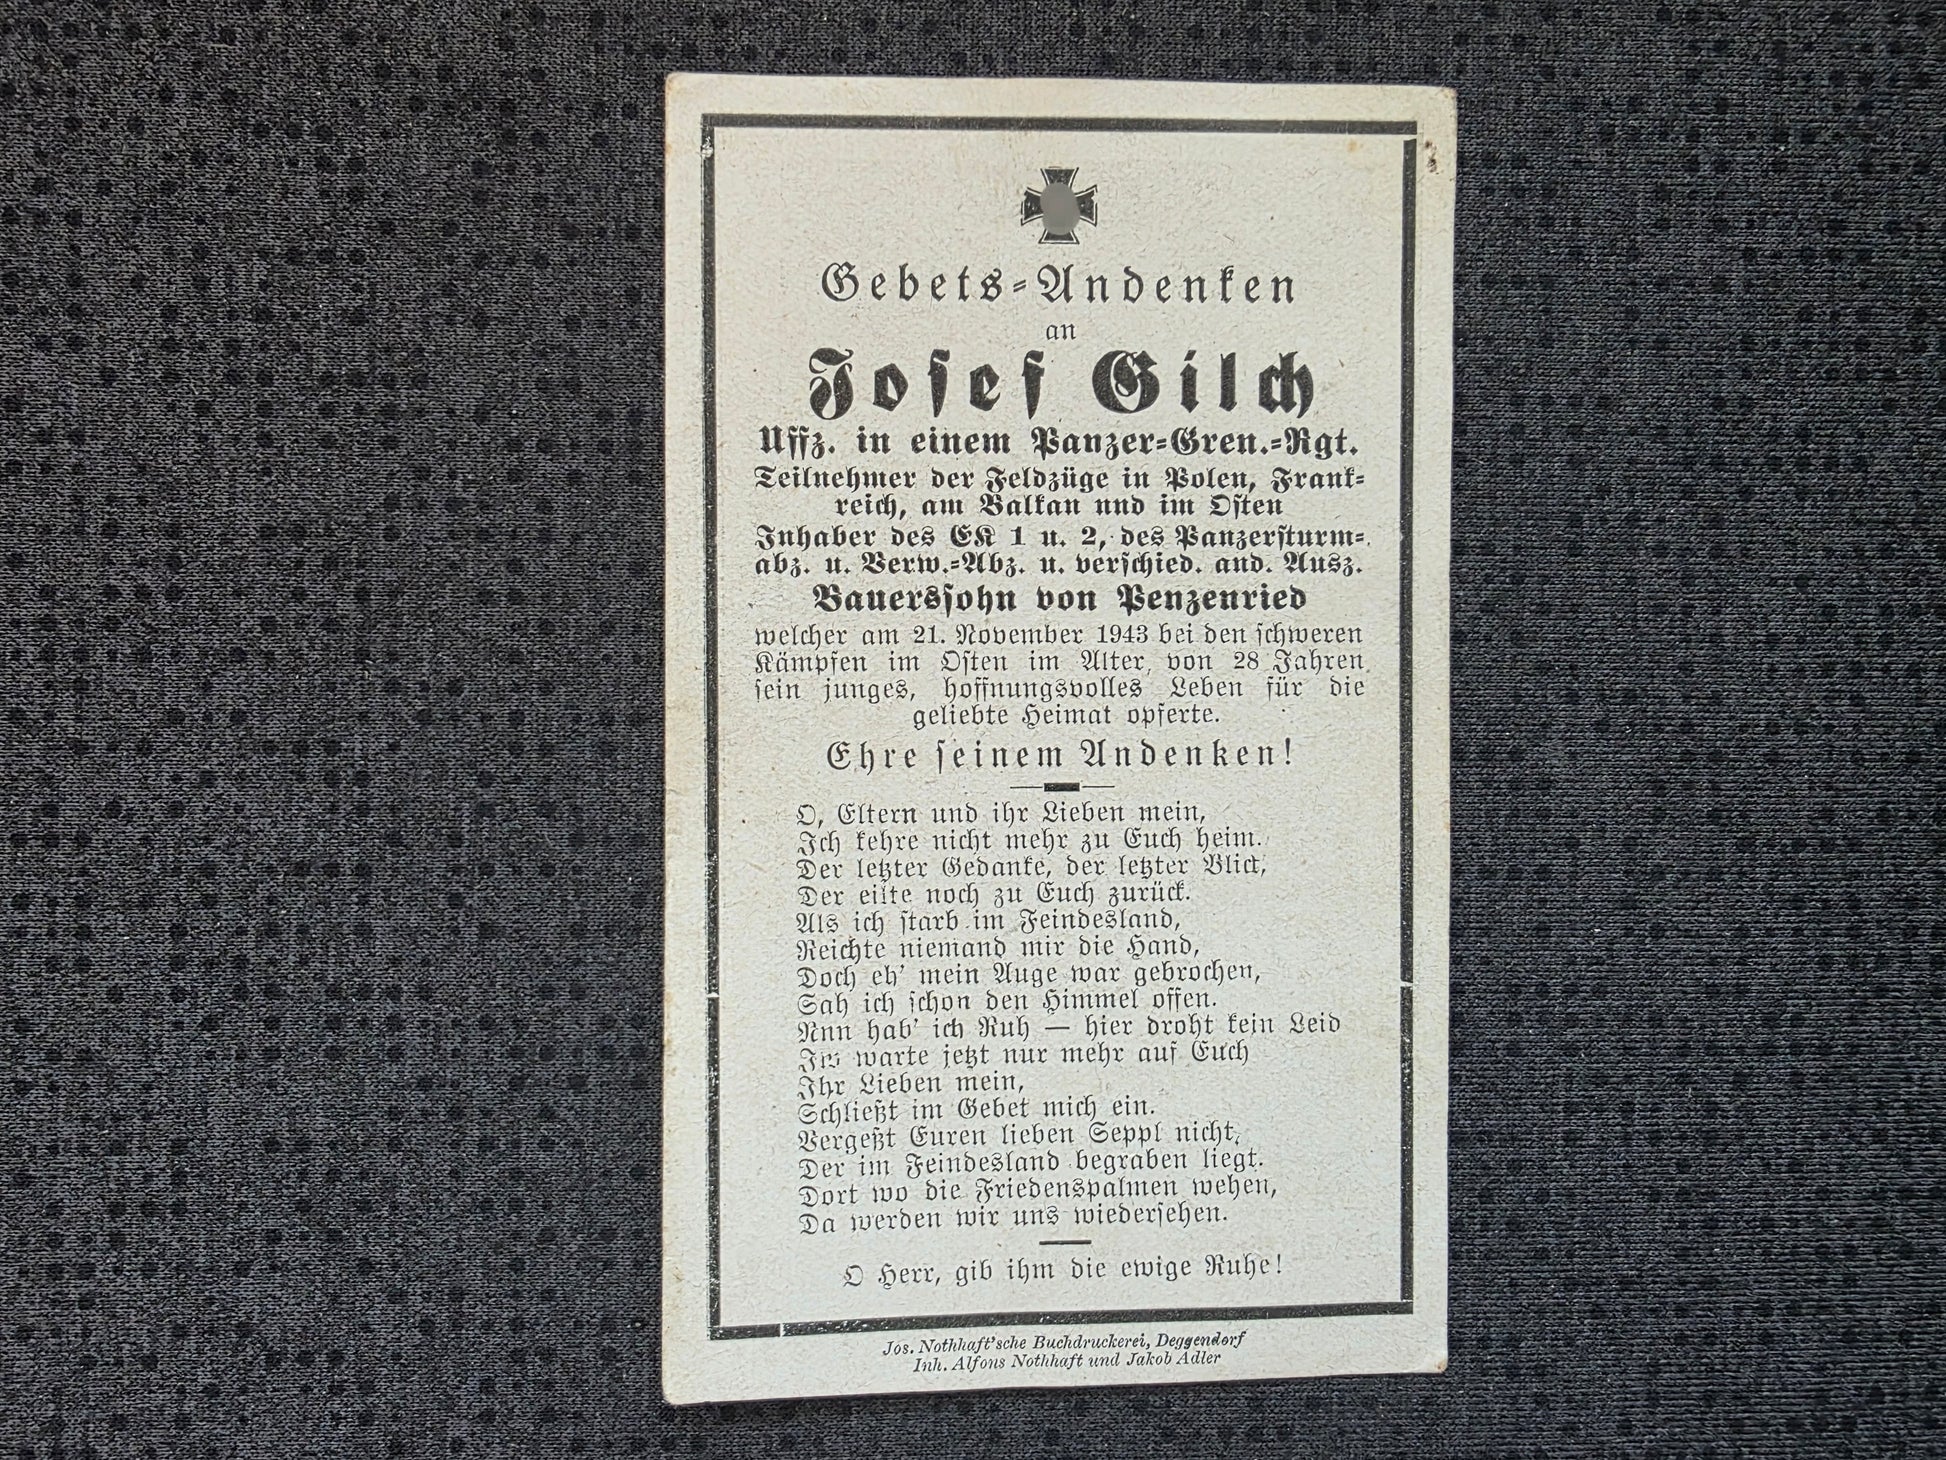 Gebets-Andenken
an
Josef Gilch
Uffz. in einem Panzer-Gren.-Rgt.
Teilnehmer der Feldzüge in Polen, Frank-
reich, am Balkan und im Osten
Inhaber des EK 1 u. 2, des Panzersturm-
abz. u. Verw.-Abz. u. verschied. and. Ausz.
Bauerssohn von Penzenried
welcher am 21. November 1943 bei den schweren
Kämpfen im Osten im Alter von 28 Jahren
sein junges, hoffnungsvolles Leben für die
geliebte Heimat opferte.
Ehre seinem Andenken!
O, Eltern und ihr Lieben mein,
Ich kehre nicht mehr zu Euch heim.
Der letzter Gedanke, der letzter Blick,
Der eilte noch zu Euch zurück.
Als ich starb im Feindesland,
Reichte niemand mir die Hand,
Doch eh' mein Auge war gebrochen,
Sah ich schon den Himmel offen.
Nun hab' ich Ruh — hier droht kein Leid
warte jetzt nur mehr auf Euch
Ihr Lieben mein,
Schließt im Gebet mich ein.
Vergeßt Euren lieben Seppl nicht,
Der im Feindesland begraben liegt.
Dort wo die Friedenspalmen wehen,
Da werden wir uns wiedersehen.
O Herr, gib ihm die ewige Ruhe!
Jos. Nothhaft'sche Buchdruckerei, Deggendorf
Inh. Alfons Nothhaft und Jakob Adler